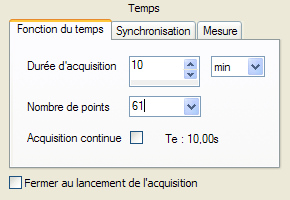 Temps
Fonction du temps Synchronisation Mesure
Durée d'acquisition 10 min
Nombre de points 61
Acquisition continue Te : 10,00s
Fermer au lancement de l'acquisition